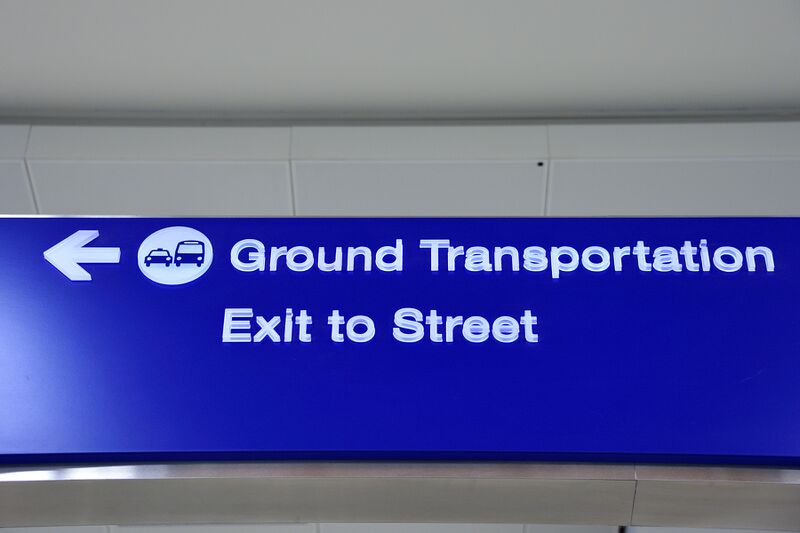 Ground Transportation
Exit to Street